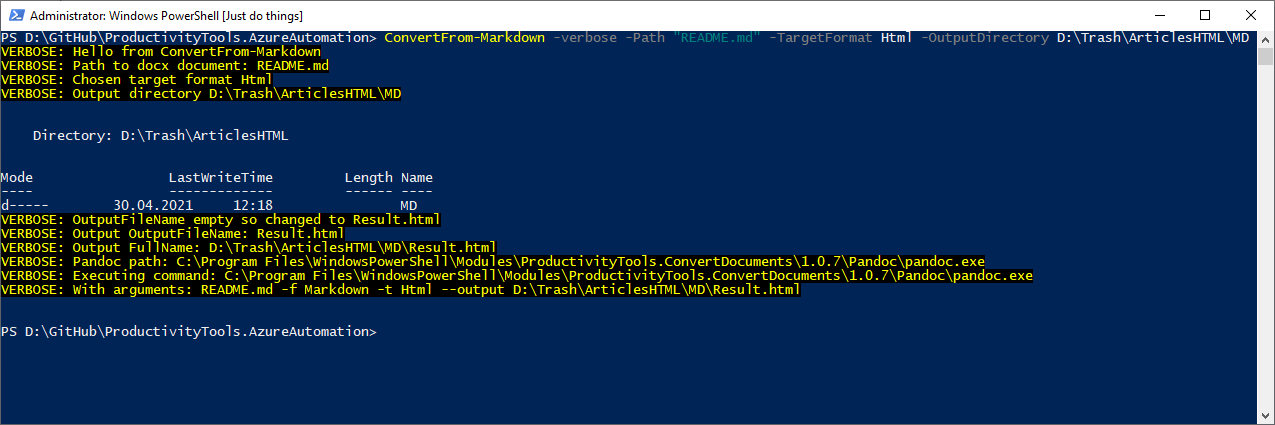 Administrator: Windows PowerShell [Just do things]
PS D:\GitHub\ProductivityTools.AzureAutomation> ConvertFrom-Markdown -verbose -Path "README.md" -TargetFormat Html -OutputDirectory D:\Trash\ArticlesHTML\MD
VERBOSE: Hello from ConvertFrom-Markdown
VERBOSE: Path to docx document: README.md
VERBOSE: Chosen target format Html
VERBOSE: Output directory D:\Trash\ArticlesHTML\MD
Directory: D:\Trash\ArticlesHTML
Mode                 LastWriteTime         Length Name
----                 -------------         ------ ----
d-----        30.04.2021     12:18                MD
VERBOSE: OutputFileName empty so changed to Result.html
VERBOSE: Output OutputFileName: Result.html
VERBOSE: Output FullName: D:\Trash\ArticlesHTML\MD\Result.html
VERBOSE: Pandoc path: C:\Program Files\WindowsPowerShell\Modules\ProductivityTools.ConvertDocuments\1.0.7\Pandoc\pandoc.exe
VERBOSE: Executing command: C:\Program Files\WindowsPowerShell\Modules\ProductivityTools.ConvertDocuments\1.0.7\Pandoc\pandoc.exe
VERBOSE: With arguments: README.md -f Markdown -t Html --output D:\Trash\ArticlesHTML\MD\Result.html
PS D:\GitHub\ProductivityTools.AzureAutomation>